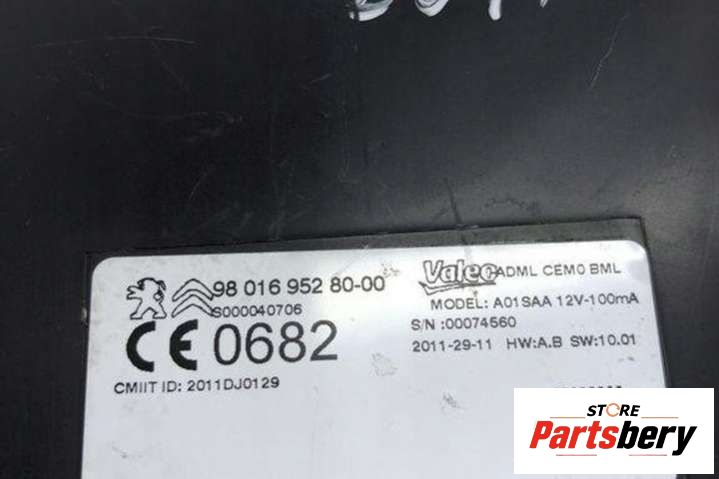 98 016 952 80-00
S000040706
CE 0682
CMIIT ID: 2011DJ0129
Valeo ADML CEM0 BML
MODEL: A01SAA 12V-100mA
S/N :00074560
2011-29-11 HW:A.B SW:10.01
STORE
Partsbery